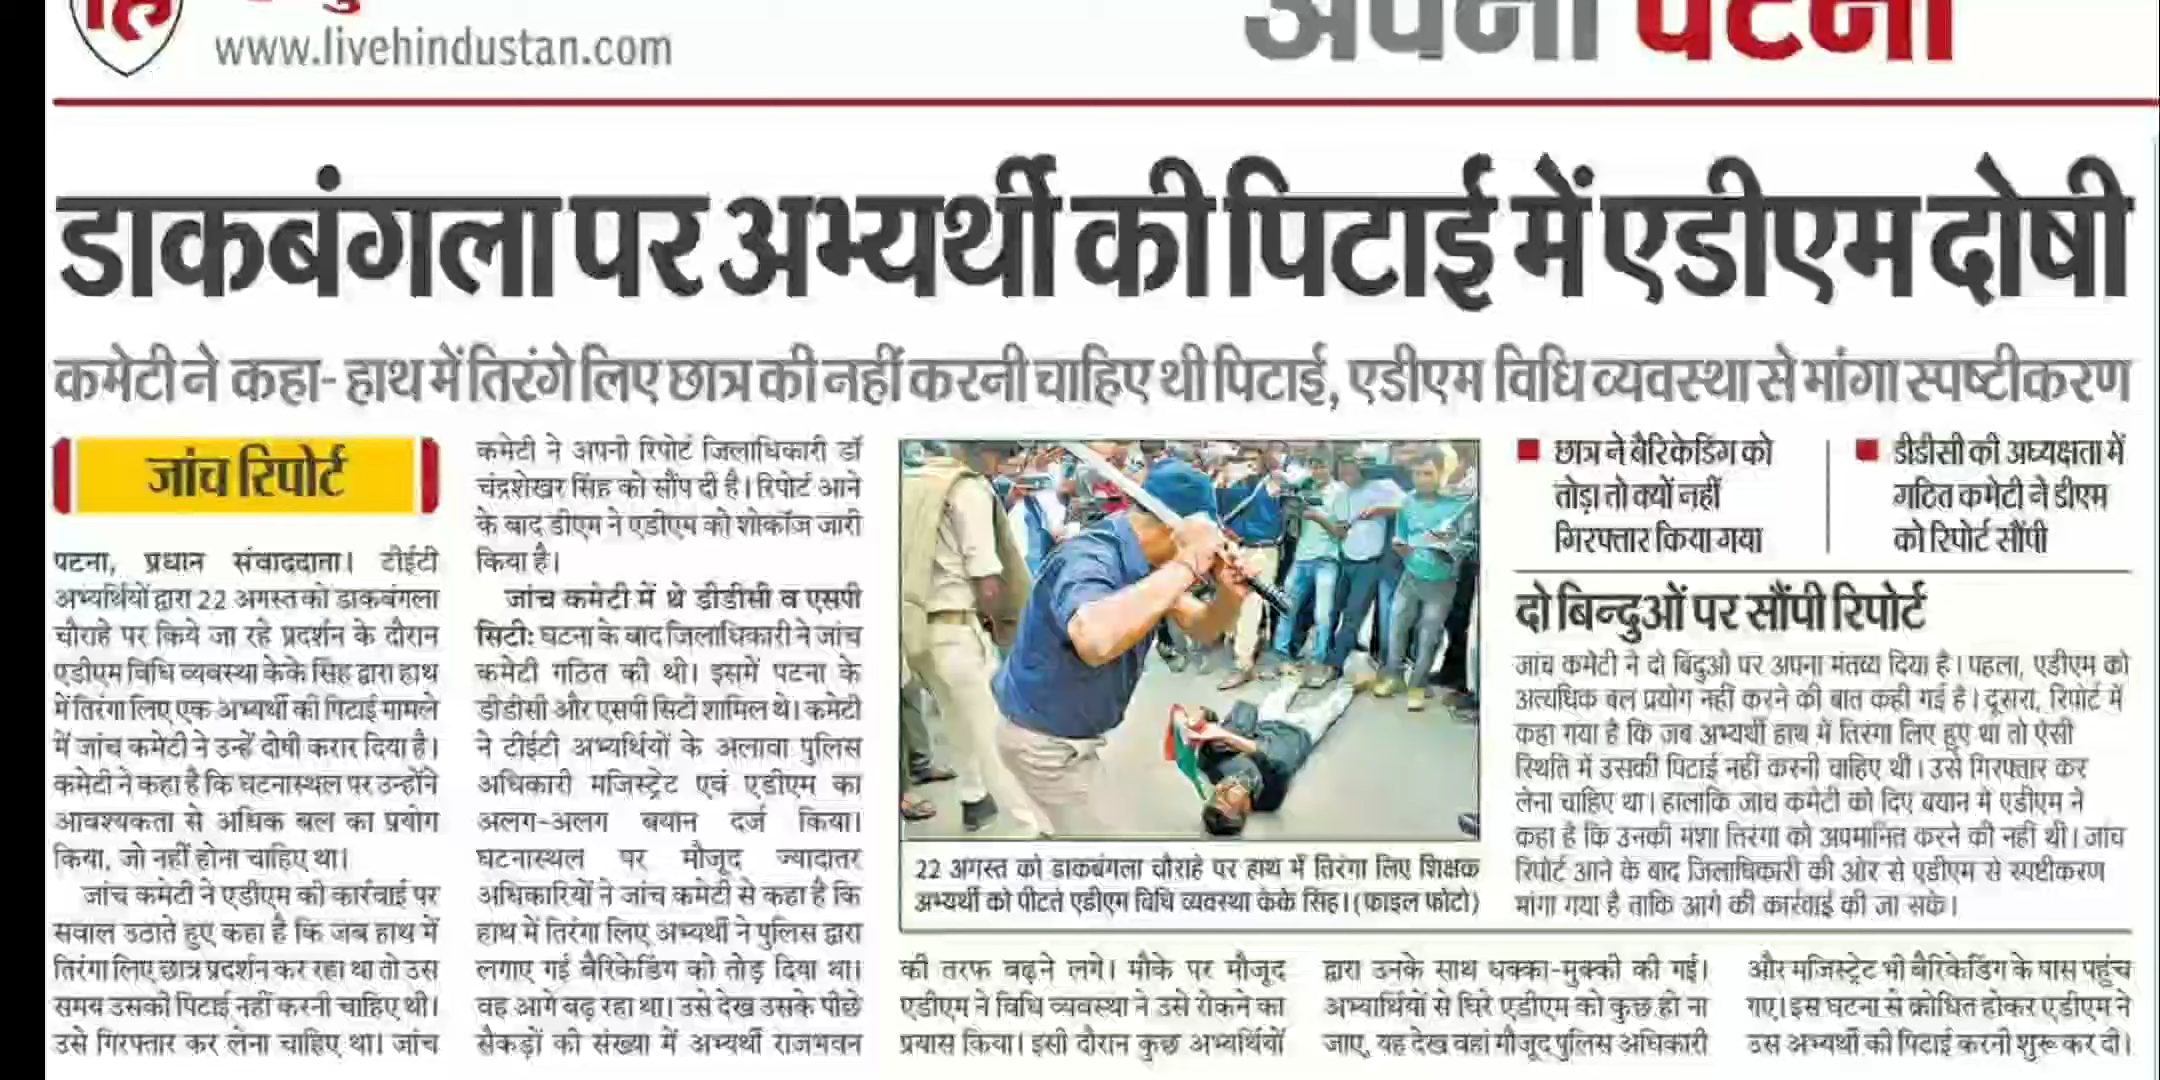 www.livehindustan.com
अपना पटना
डाकबंगला पर अभ्यर्थी की पिटाई में एडीएम दोषी
कमेटी ने कहा- हाथ में तिरंगे लिए छात्र की नहीं करनी चाहिए थी पिटाई, एडीएम विधि व्यवस्था से मांगा स्पष्टीकरण
जांच रिपोर्ट
पटना, प्रधान संवाददाता। टीईटी
अभ्यर्थियों द्वारा 22 अगस्त को डाकबंगला
चौराहे पर किये जा रहे प्रदर्शन के दौरान
एडीएम विधि व्यवस्था केके सिंह द्वारा हाथ
में तिरंगा लिए एक अभ्यर्थी की पिटाई मामले
में जांच कमेटी ने उन्हें दोषी करार दिया है।
कमेटी ने कहा है कि घटनास्थल पर उन्होंने
आवश्यकता से अधिक बल का प्रयोग
किया, जो नहीं होना चाहिए था।
जांच कमेटी ने एडीएम की कार्रवाई पर
सवाल उठाते हुए कहा है कि जब हाथ में
तिरंगा लिए छात्र प्रदर्शन कर रहा था तो उस
समय उसकी पिटाई नहीं करनी चाहिए थी।
उसे गिरफ्तार कर लेना चाहिए था। जांच
कमेटी ने अपनी रिपोर्ट जिलाधिकारी डॉ
चंद्रशेखर सिंह को सौंप दी है। रिपोर्ट आने
के बाद डीएम ने एडीएम को शोकॉज जारी
किया है।
जांच कमेटी में थे डीडीसी व एसपी
सिटी: घटना के बाद जिलाधिकारी ने जांच
कमेटी गठित की थी। इसमें पटना के
डीडीसी और एसपी सिटी शामिल थे। कमेटी
ने टीईटी अभ्यर्थियों के अलावा पुलिस
अधिकारी मजिस्ट्रेट एवं एडीएम का
अलग-अलग बयान दर्ज किया।
घटनास्थल पर मौजूद ज्यादातर
अधिकारियों ने जांच कमेटी से कहा है कि
हाथ में तिरंगा लिए अभ्यर्थी ने पुलिस द्वारा
लगाए गई बैरिकेडिंग को तोड़ दिया था।
वह आगे बढ़ रहा था। उसे देख उसके पीछे
सैकड़ों की संख्या में अभ्यर्थी राजभवन
22 अगस्त को डाकबंगला चौराहे पर हाथ में तिरंगा लिए शिक्षक
अभ्यर्थी को पीटते एडीएम विधि व्यवस्था केके सिंह। (फाइल फोटो)
की तरफ बढ़ने लगे। मौके पर मौजूद
एडीएम ने विधि व्यवस्था ने उसे रोकने का
प्रयास किया। इसी दौरान कुछ अभ्यर्थियों
द्वारा उनके साथ धक्का-मुक्की की गई।
अभ्यार्थियों से घिरे एडीएम को कुछ हो ना
जाए, यह देख वहां मौजूद पुलिस अधिकारी
और मजिस्ट्रेट भी बैरिकेडिंग के पास पहुंच
गए। इस घटना से क्रोधित होकर एडीएम ने
उस अभ्यर्थी की पिटाई करनी शुरू कर दी।
छात्र ने बैरिकेडिंग को
तोड़ा तो क्यों नहीं
गिरफ्तार किया गया
डीडीसी की अध्यक्षता में
गठित कमेटी ने डीएम
को रिपोर्ट सौंपी
दो बिन्दुओं पर सौंपी रिपोर्ट
जांच कमेटी ने दो बिंदुओं पर अपना मंतव्य दिया है। पहला, एडीएम को
अत्यधिक बल प्रयोग नहीं करने की बात कही गई है। दूसरा, रिपोर्ट में
कहा गया है कि जब अभ्यर्थी हाथ में तिरंगा लिए हुए था तो ऐसी
स्थिति में उसकी पिटाई नहीं करनी चाहिए थी। उसे गिरफ्तार कर
लेना चाहिए था। हालांकि जांच कमेटी को दिए बयान में एडीएम ने
कहा है कि उनकी मंशा तिरंगा को अपमानित करने की नहीं थी। जांच
रिपोर्ट आने के बाद जिलाधिकारी की ओर से एडीएम से स्पष्टीकरण
मांगा गया है ताकि आगे की कार्रवाई की जा सके।